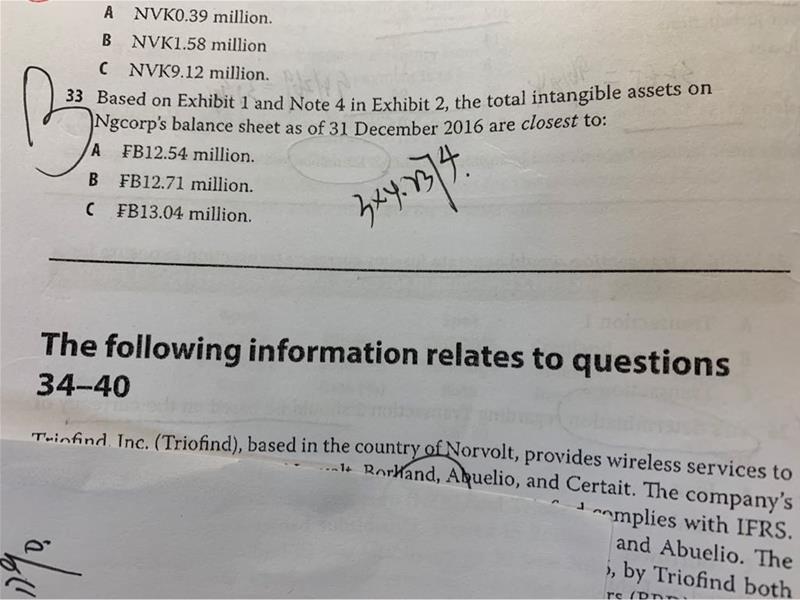 A NVK0.39 million.
B NVK1.58 million
C NVK9.12 million.
33 Based on Exhibit 1 and Note 4 in Exhibit 2, the total intangible assets on
Ngcorp's balance sheet as of 31 December 2016 are closest to:
A ₣B12.54 million.
B ₣B12.71 million.
C ₣B13.04 million.
The following information relates to questions
34–40
Triofind, Inc. (Triofind), based in the country of Norvolt, provides wireless services to
Borliand, Abuelio, and Certait. The company's
complies with IFRS.
and Abuelio. The
by Triofind both